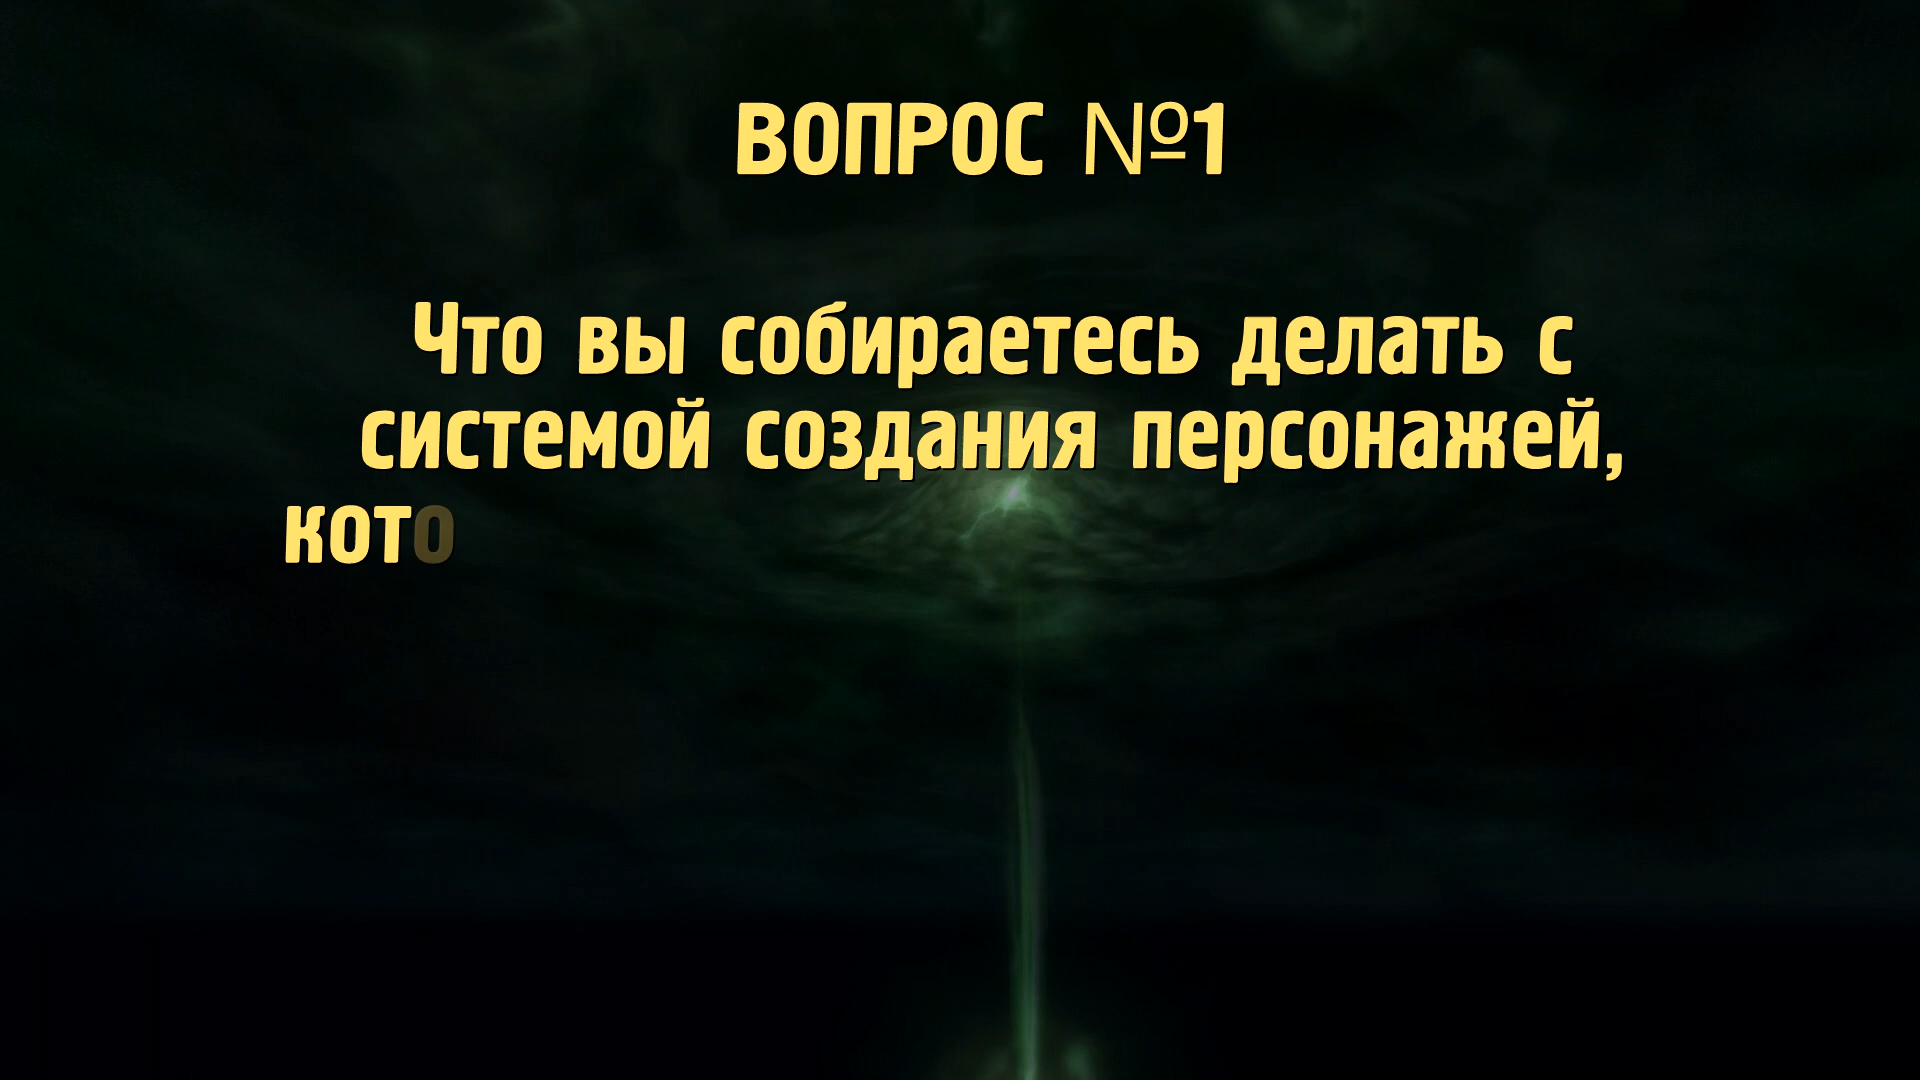 ВОПРОС №1
Что вы собираетесь делать с
системой создания персонажей,
кото